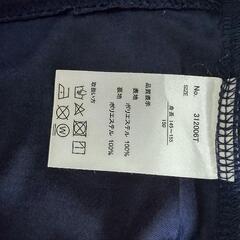 No. 312006T
SIZE 身長 145~155
150
品質表示
表地 ポリエステル 100%
裏地 ポリエステル 100%
取扱い方